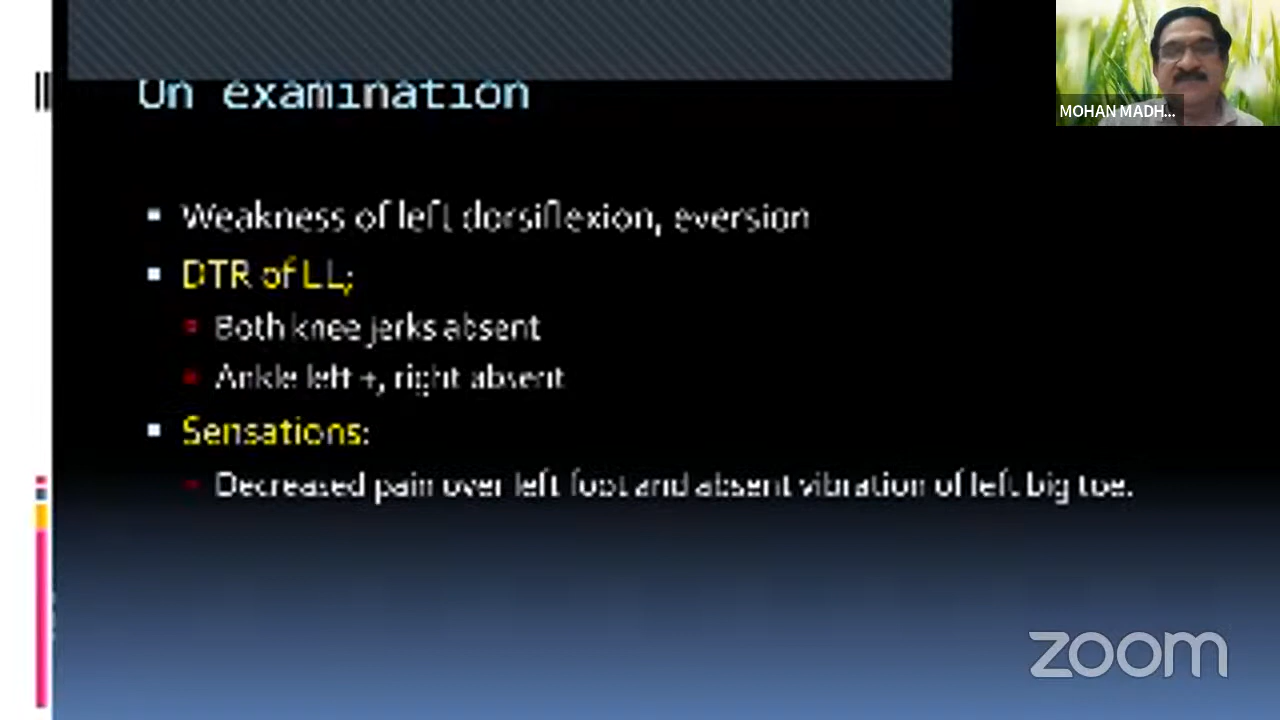 On examination
MOHAN MADH...
Weakness of left dorsiflexion, eversion
DTR of LL;
Both knee jerks absent
Ankle left +, right absent
Sensations:
Decreased pain over left foot and absent vibration of left big toe.
zoom